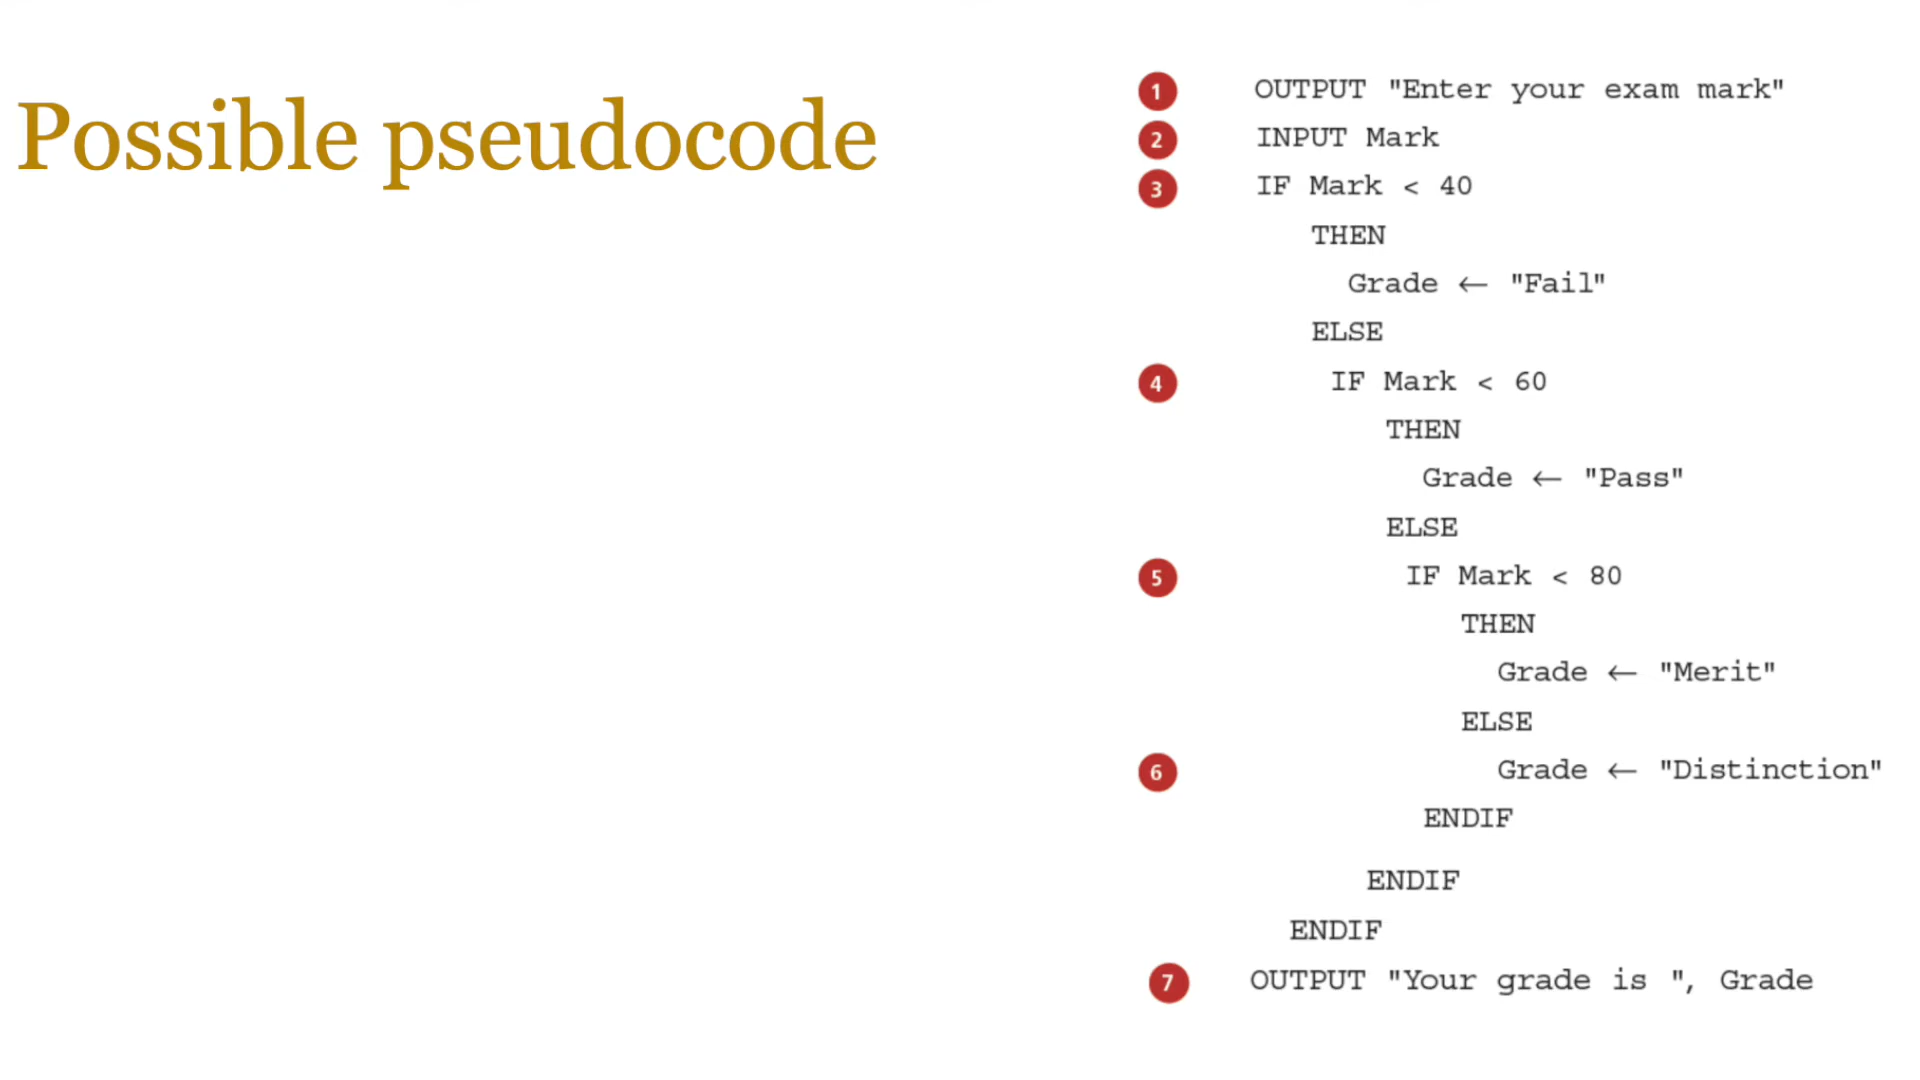 Possible pseudocode
1 OUTPUT "Enter your exam mark"
2 INPUT Mark
3 IF Mark < 40
THEN
Grade ← "Fail"
ELSE
4 IF Mark < 60
THEN
Grade ← "Pass"
ELSE
5 IF Mark < 80
THEN
Grade ← "Merit"
ELSE
6 Grade ← "Distinction"
ENDIF
ENDIF
ENDIF
7 OUTPUT "Your grade is ", Grade